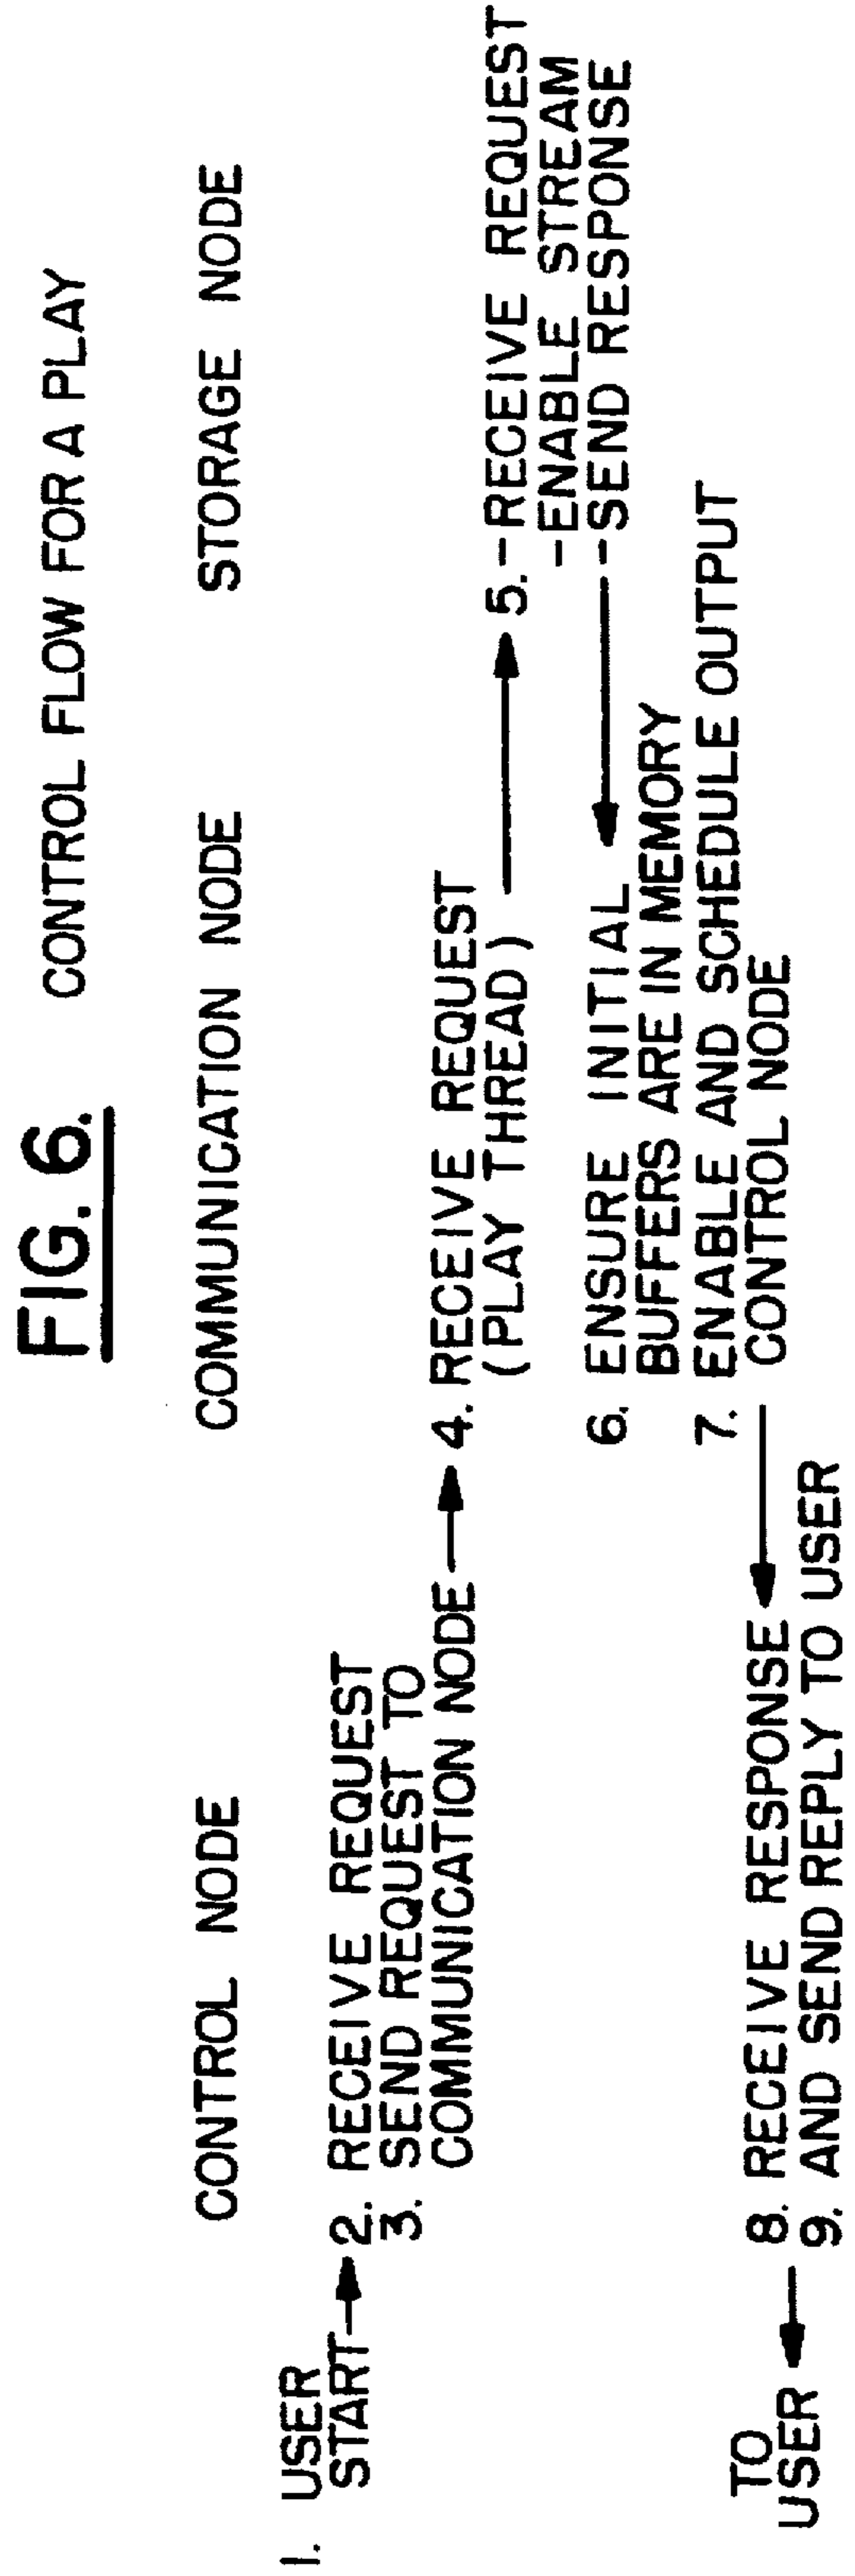 FIG. 6.
CONTROL FLOW FOR A PLAY
CONTROL NODE
COMMUNICATION NODE
STORAGE NODE
1. USER
START
2. RECEIVE REQUEST
3. SEND REQUEST TO
COMMUNICATION NODE
4. RECEIVE REQUEST
(PLAY THREAD)
5. - RECEIVE REQUEST
- ENABLE STREAM
- SEND RESPONSE
6. ENSURE INITIAL
BUFFERS ARE IN MEMORY
7. ENABLE AND SCHEDULE OUTPUT
CONTROL NODE
8. RECEIVE RESPONSE
9. AND SEND REPLY TO USER
TO
USER